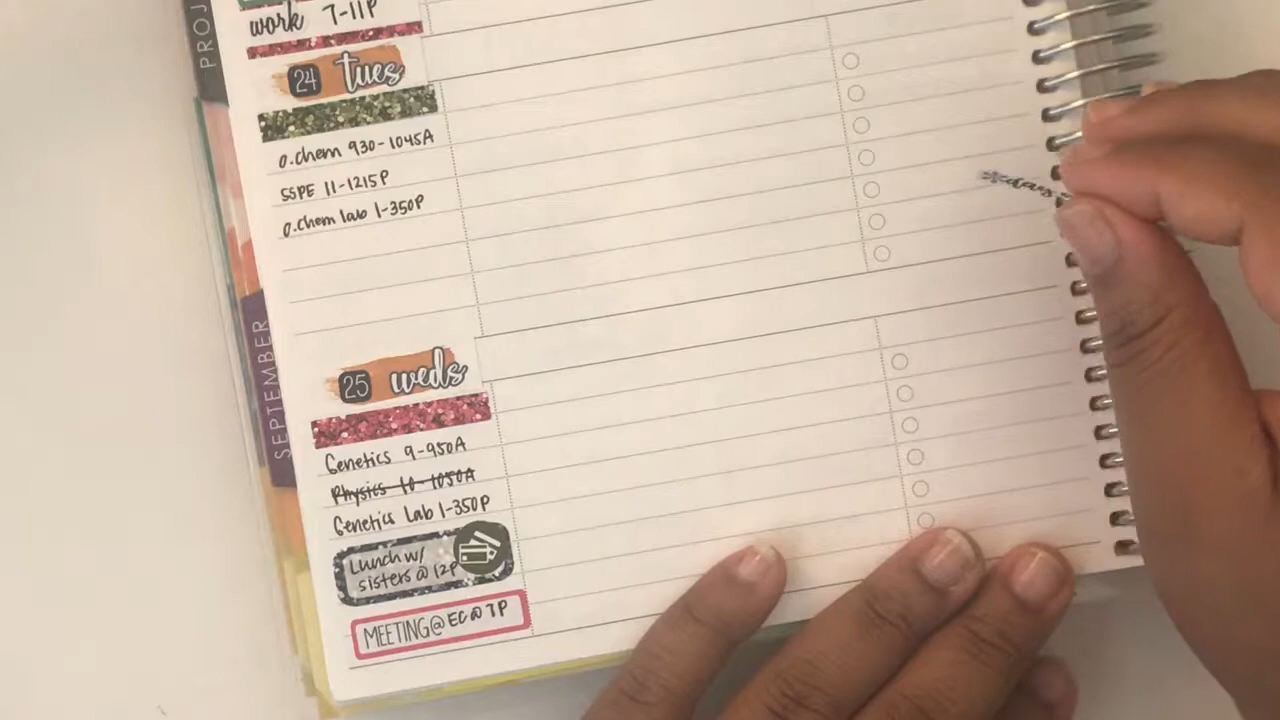 PROJ
work 7-11P
24 tues
o.chem 930-1045A
SSPE 11-1215P
o.chem lab 1-350P
SEPTEMBER
25 weds
Genetics 9-950A
Physics 10-1050A
Genetics Lab 1-350P
Lunch w/
sisters @ 12P
MEETING@ EC@ 7P